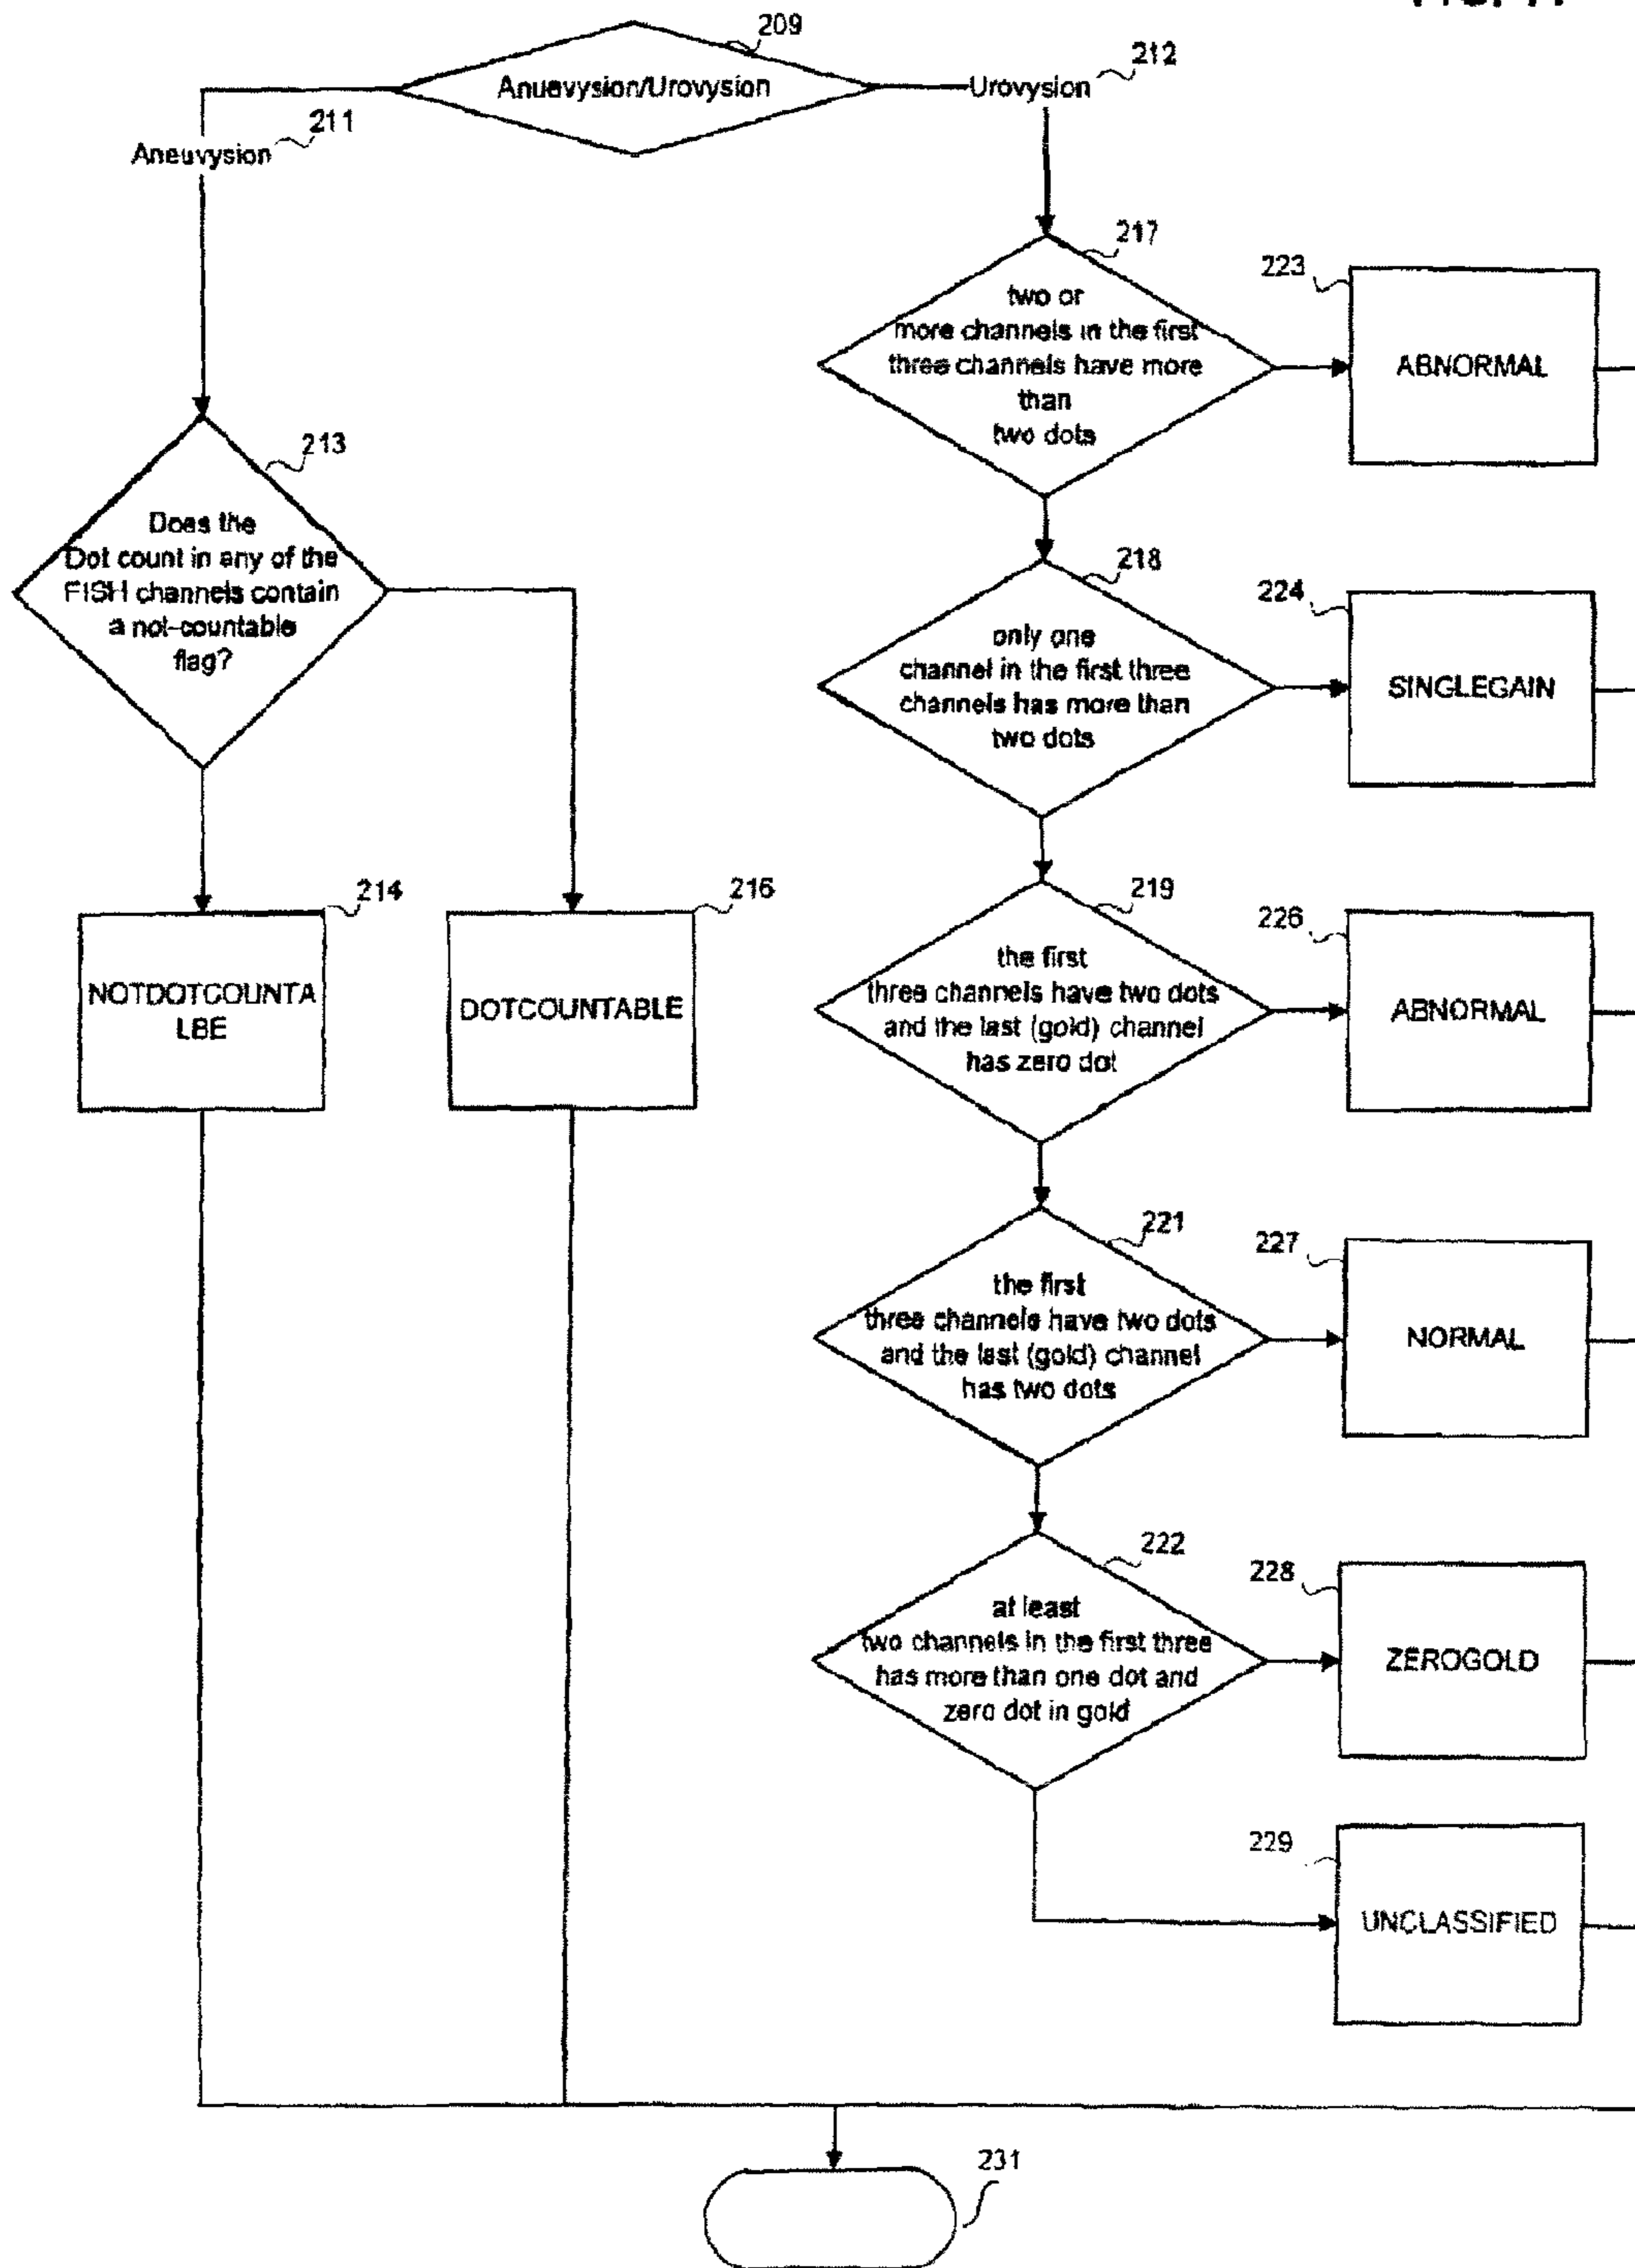 209
Anuevysion/Urovysion
Urovysion
212
211
Aneuvysion
217
two or
more channels in the first
three channels have more
than
two dots
223
ABNORMAL
213
Does the
Dot count in any of the
FISH channels contain
a not-countable
flag?
218
only one
channel in the first three
channels has more than
two dots
224
SINGLEGAIN
214
NOTDOTCOUNTA
LBE
216
DOTCOUNTABLE
219
the first
three channels have two dots
and the last (gold) channel
has zero dot
226
ABNORMAL
221
the first
three channels have two dots
and the last (gold) channel
has two dots
227
NORMAL
222
at least
two channels in the first three
has more than one dot and
zero dot in gold
228
ZEROGOLD
229
UNCLASSIFIED
231